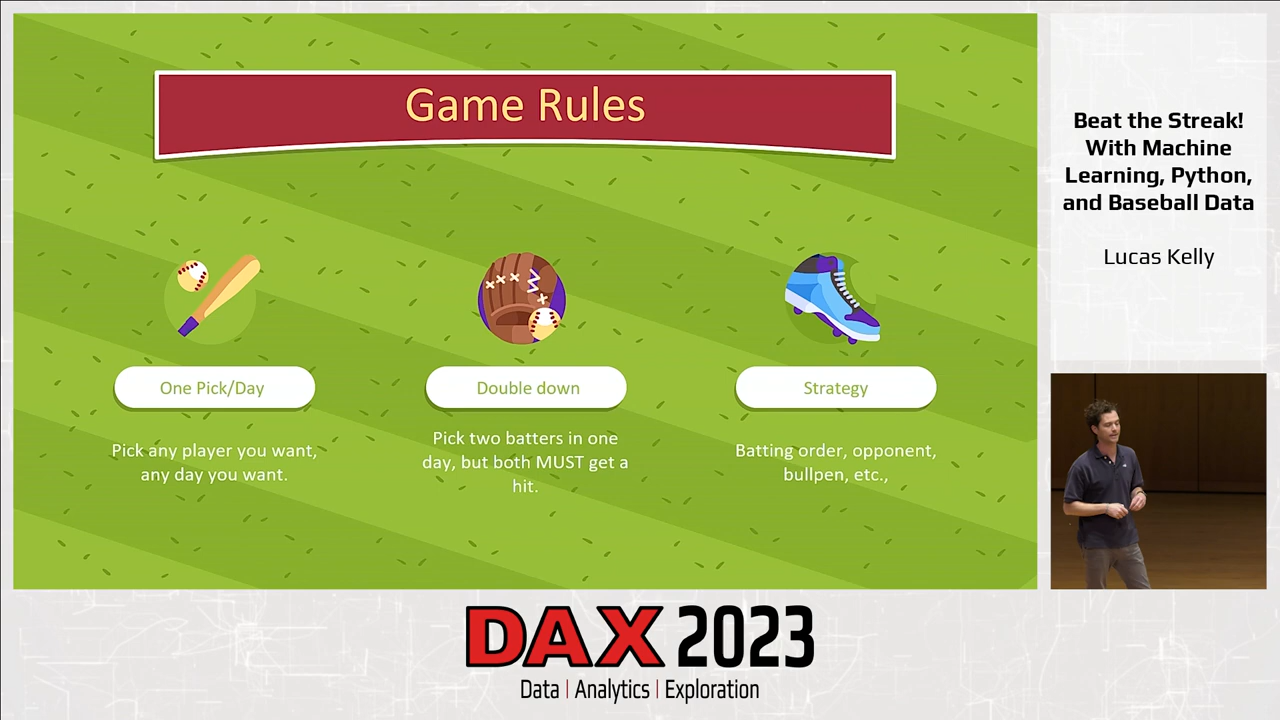 Game Rules
One Pick/Day
Pick any player you want,
any day you want.
Double down
Pick two batters in one
day, but both MUST get a
hit.
Strategy
Batting order, opponent,
bullpen, etc.,
Beat the Streak!
With Machine
Learning, Python,
and Baseball Data
Lucas Kelly
DAX 2023
Data | Analytics | Exploration